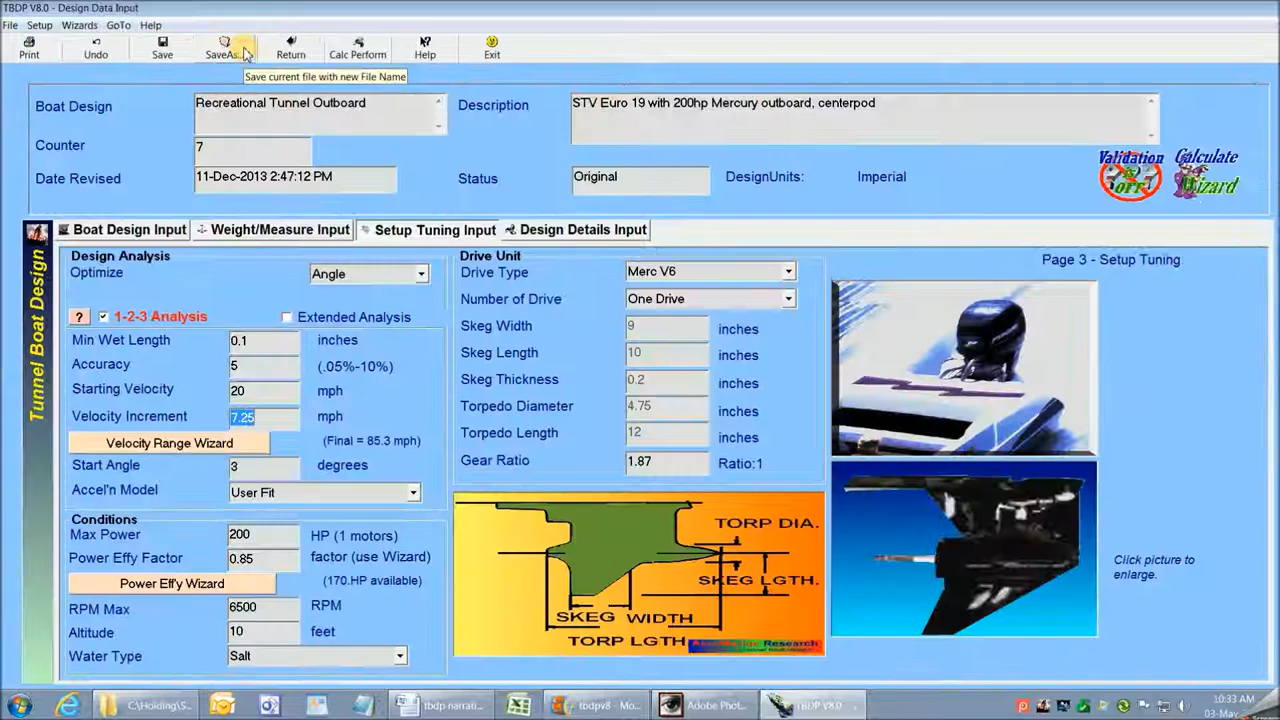 TBDP V8.0 - Design Data Input
File Setup Wizards GoTo Help
Print Undo Save SaveAs... Return Calc Perform Help Exit
Save current file with new File Name
Boat Design Recreational Tunnel Outboard Description STV Euro 19 with 200hp Mercury outboard, centerpod
Counter 7
Validation Calculate
Wizard
Date Revised 11-Dec-2013 2:47:12 PM Status Original DesignUnits: Imperial
Boat Design Input Weight/Measure Input Setup Tuning Input Design Details Input
Tunnel Boat Design
Design Analysis
Optimize Angle
? 1-2-3 Analysis Extended Analysis
Min Wet Length 0.1 inches
Accuracy 5 (.05%-10%)
Starting Velocity 20 mph
Velocity Increment 7.25 mph
Velocity Range Wizard (Final = 85.3 mph)
Start Angle 3 degrees
Accel'n Model User Fit
Conditions
Max Power 200 HP (1 motors)
Power Effy Factor 0.85 factor (use Wizard)
Power Effy Wizard (170.HP available)
RPM Max 6500 RPM
Altitude 10 feet
Water Type Salt
Drive Unit
Drive Type Merc V6
Number of Drive One Drive
Skeg Width 9 inches
Skeg Length 10 inches
Skeg Thickness 0.2 inches
Torpedo Diameter 4.75 inches
Torpedo Length 12 inches
Gear Ratio 1.87 Ratio:1
TORP DIA.
SKEG LGTH.
SKEG WIDTH
TORP LGTH
Page 3 - Setup Tuning
Click picture to
enlarge.
C:\Holding\S... tbdp narrati... tbdpv8 - Mo... Adobe Phot... TBDP V8.0
10:33 AM